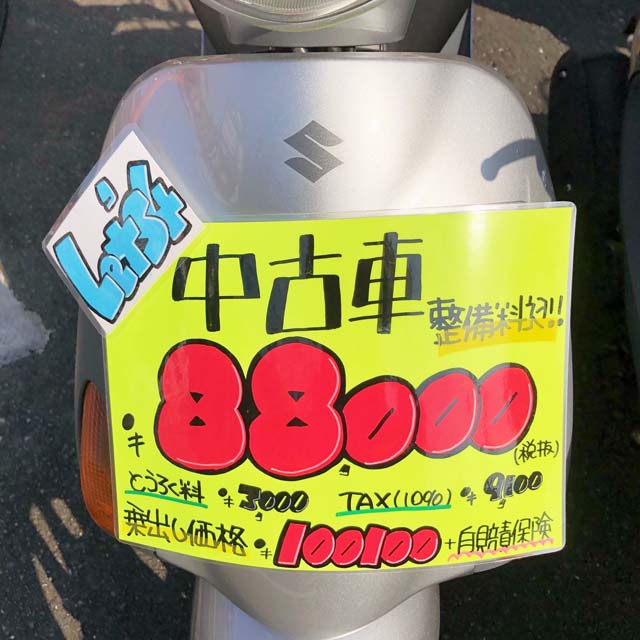 Let's4
中古車
整備料込!!
¥88,000
(税抜)
とうろく料 ¥3,000 TAX(10%) ¥9,100
乗出し価格 ¥100,100 +自賠責保険